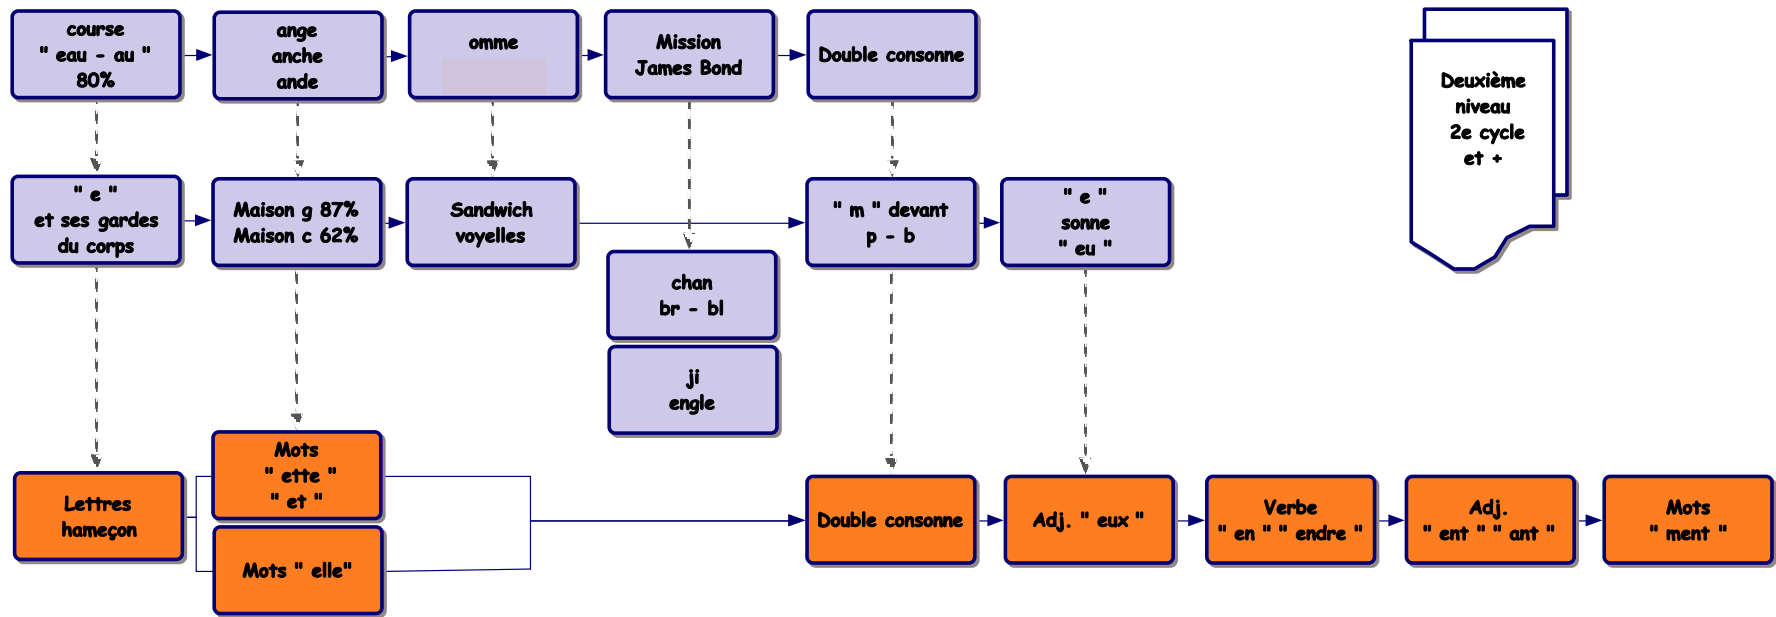 course
" eau - au "
80%
ange
anche
ande
omme
Mission
James Bond
Double consonne
Deuxième
niveau
2e cycle
et +
" e "
et ses gardes
du corps
Maison g 87%
Maison c 62%
Sandwich
voyelles
" m " devant
p - b
" e "
sonne
" eu "
chan
br - bl
ji
engle
Lettres
hameçon
Mots
" ette "
" et "
Mots " elle"
Double consonne
Adj. " eux "
Verbe
" en " " endre "
Adj.
" ent " " ant "
Mots
" ment "